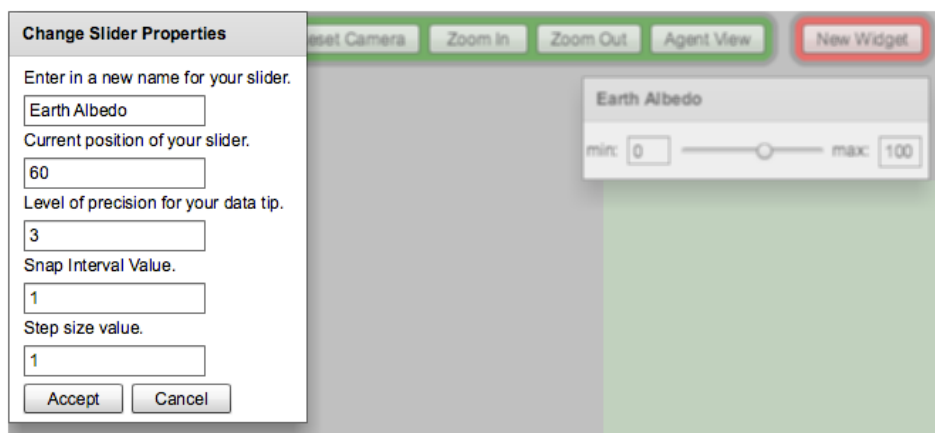 Change Slider Properties
Enter in a new name for your slider.
Earth Albedo
Current position of your slider.
60
Level of precision for your data tip.
3
Snap Interval Value.
1
Step size value.
1
Accept Cancel
eset Camera Zoom In Zoom Out Agent View New Widget
Earth Albedo
min: 0 max: 100